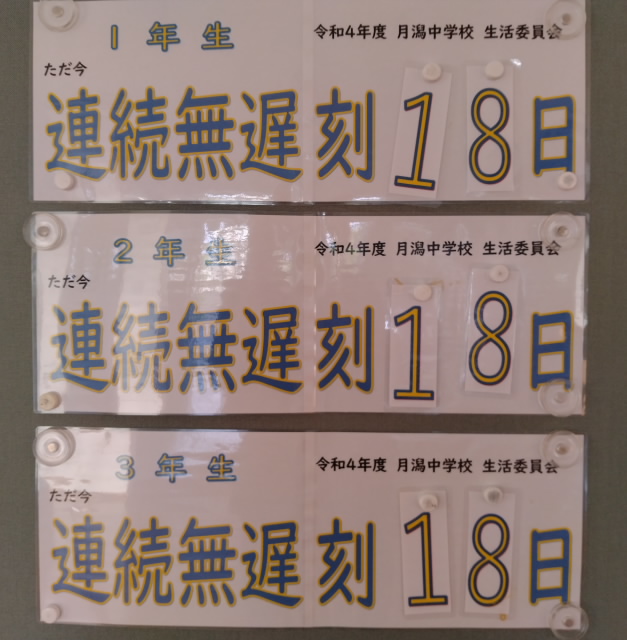 1年生 令和4年度 月潟中学校 生活委員会
ただ今
連続無遅刻18日
2年生 令和4年度 月潟中学校 生活委員会
ただ今
連続無遅刻18日
3年生 令和4年度 月潟中学校 生活委員会
ただ今
連続無遅刻18日